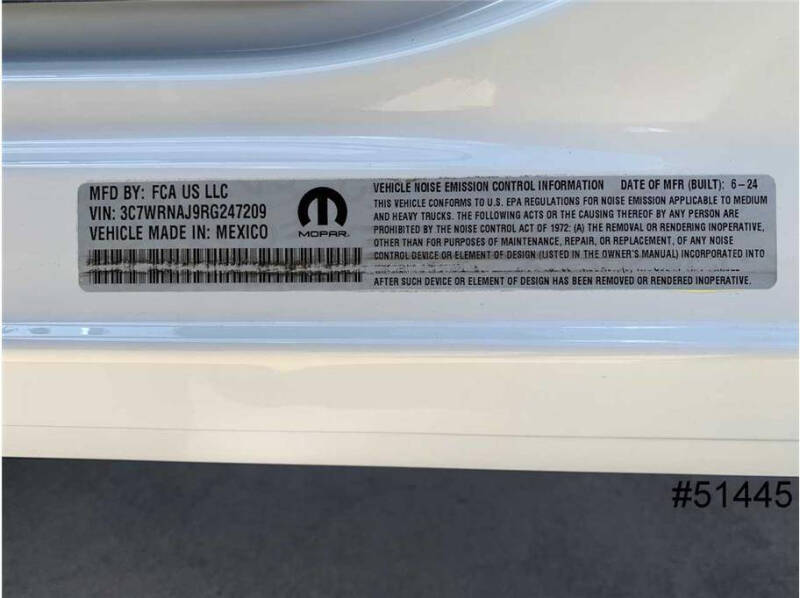 MFD BY: FCA US LLC
VIN: 3C7WRNAJ9RG247209
VEHICLE MADE IN: MEXICO
MOPAR
VEHICLE NOISE EMISSION CONTROL INFORMATION DATE OF MFR (BUILT): 6-24
THIS VEHICLE CONFORMS TO U.S. EPA REGULATIONS FOR NOISE EMISSION APPLICABLE TO MEDIUM
AND HEAVY TRUCKS. THE FOLLOWING ACTS OR THE CAUSING THEREOF BY ANY PERSON ARE
PROHIBITED BY THE NOISE CONTROL ACT OF 1972: (A) THE REMOVAL OR RENDERING INOPERATIVE,
OTHER THAN FOR PURPOSES OF MAINTENANCE, REPAIR, OR REPLACEMENT, OF ANY NOISE
CONTROL DEVICE OR ELEMENT OF DESIGN (LISTED IN THE OWNER'S MANUAL) INCORPORATED INTO
AFTER SUCH DEVICE OR ELEMENT OF DESIGN HAS BEEN REMOVED OR RENDERED INOPERATIVE.
#51445